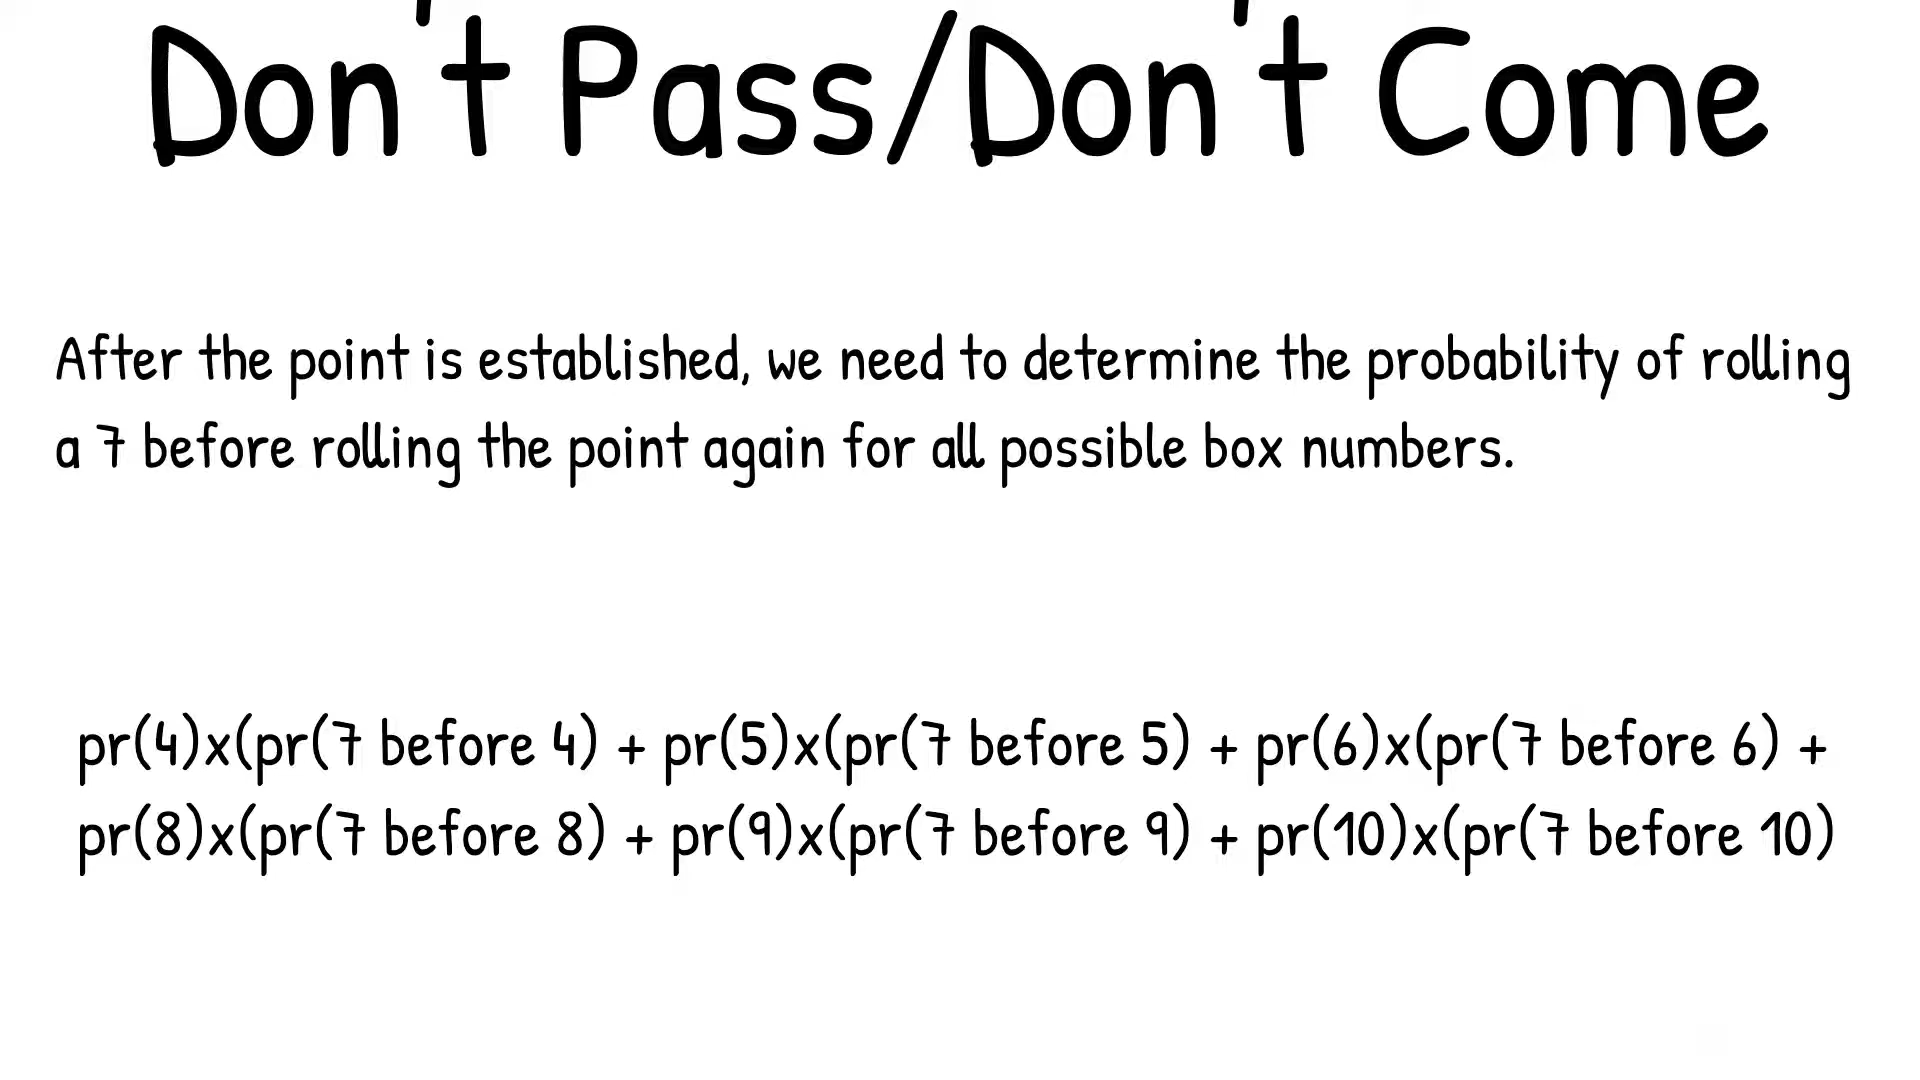 Don't Pass/Don't Come
After the point is established, we need to determine the probability of rolling
a 7 before rolling the point again for all possible box numbers.
pr(4)x(pr(7 before 4) + pr(5)x(pr(7 before 5) + pr(6)x(pr(7 before 6) +
pr(8)x(pr(7 before 8) + pr(9)x(pr(7 before 9) + pr(10)x(pr(7 before 10)